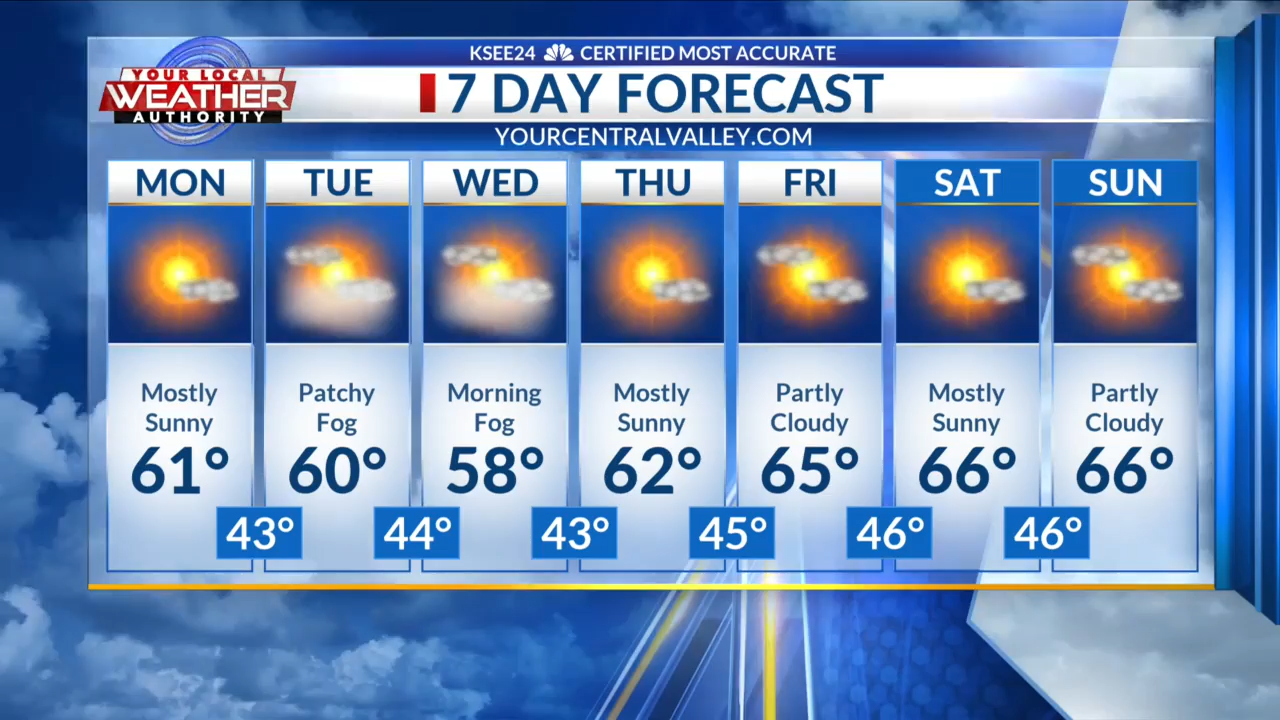 KSEE24 CERTIFIED MOST ACCURATE
YOUR LOCAL
WEATHER
AUTHORITY
7 DAY FORECAST
YOURCENTRALVALLEY.COM
MON TUE WED THU FRI SAT SUN
Mostly Patchy Morning Mostly Partly Mostly Partly
Sunny Fog Fog Sunny Cloudy Sunny Cloudy
61° 60° 58° 62° 65° 66° 66°
43° 44° 43° 45° 46° 46°